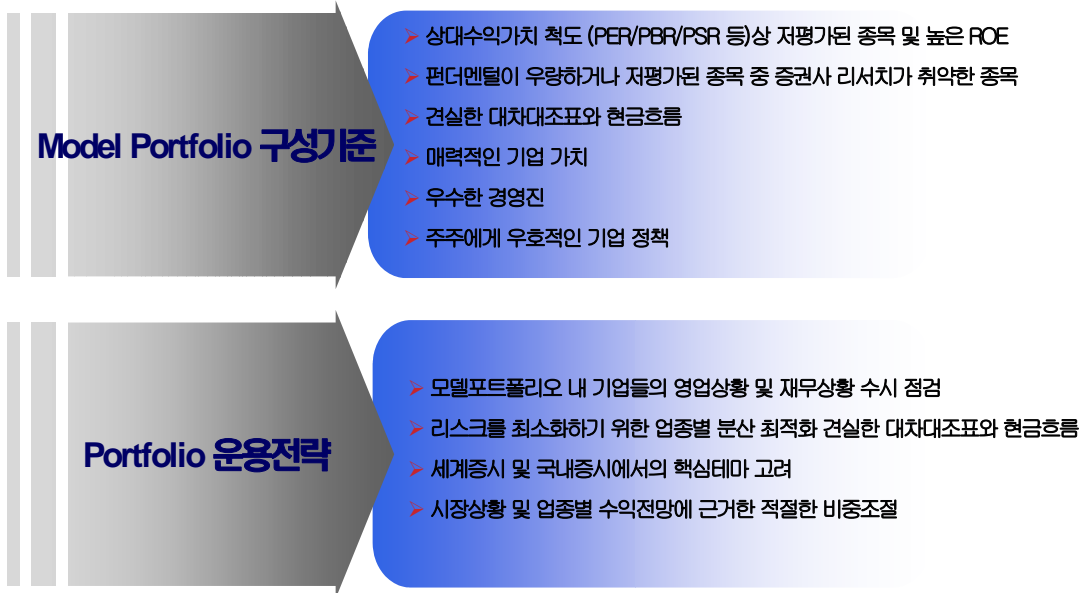 Model Portfolio 구성기준
➢ 상대수익가치 척도 (PER/PBR/PSR 등)상 저평가된 종목 및 높은 ROE
➢ 펀더멘털이 우량하거나 저평가된 종목 중 증권사 리서치가 취약한 종목
➢ 견실한 대차대조표와 현금흐름
➢ 매력적인 기업 가치
➢ 우수한 경영진
➢ 주주에게 우호적인 기업 정책
Portfolio 운용전략
➢ 모델포트폴리오 내 기업들의 영업상황 및 재무상황 수시 점검
➢ 리스크를 최소화하기 위한 업종별 분산 최적화 견실한 대차대조표와 현금흐름
➢ 세계증시 및 국내증시에서의 핵심테마 고려
➢ 시장상황 및 업종별 수익전망에 근거한 적절한 비중조절